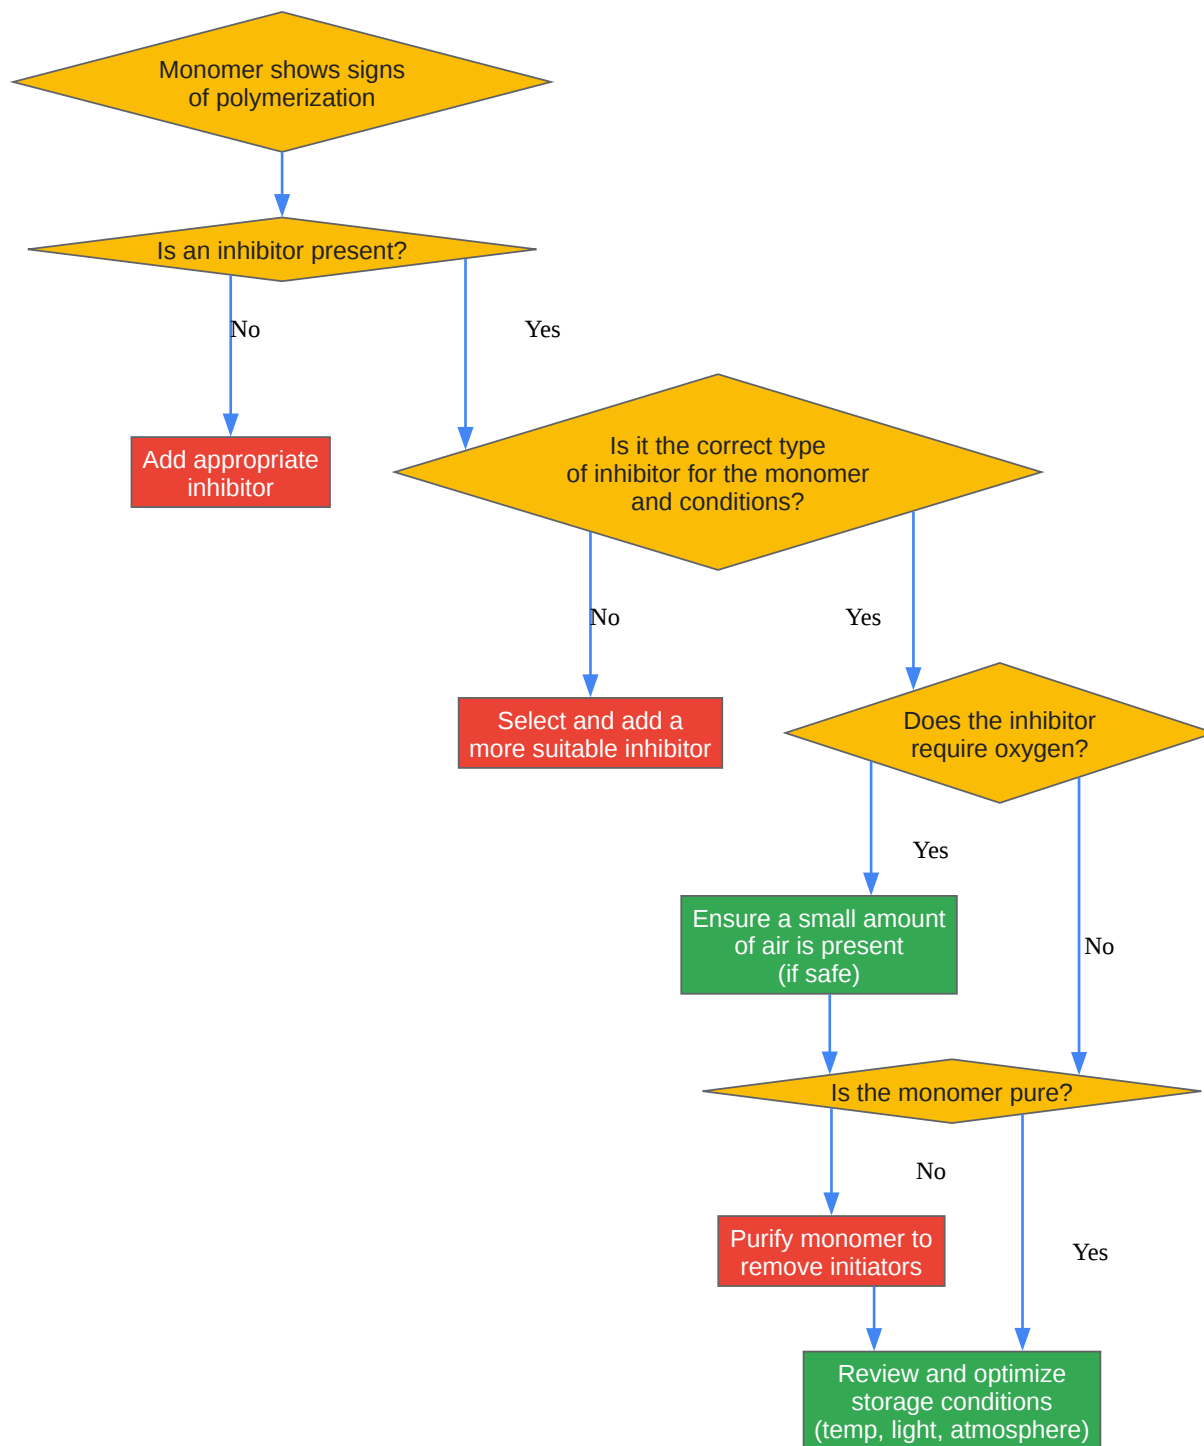 Monomer shows signs
of polymerization
Is an inhibitor present?
No
Yes
Add appropriate
inhibitor
Is it the correct type
of inhibitor for the monomer
and conditions?
No
Yes
Select and add a
more suitable inhibitor
Does the inhibitor
require oxygen?
Yes
No
Ensure a small amount
of air is present
(if safe)
Is the monomer pure?
No
Yes
Purify monomer to
remove initiators
Review and optimize
storage conditions
(temp, light, atmosphere)